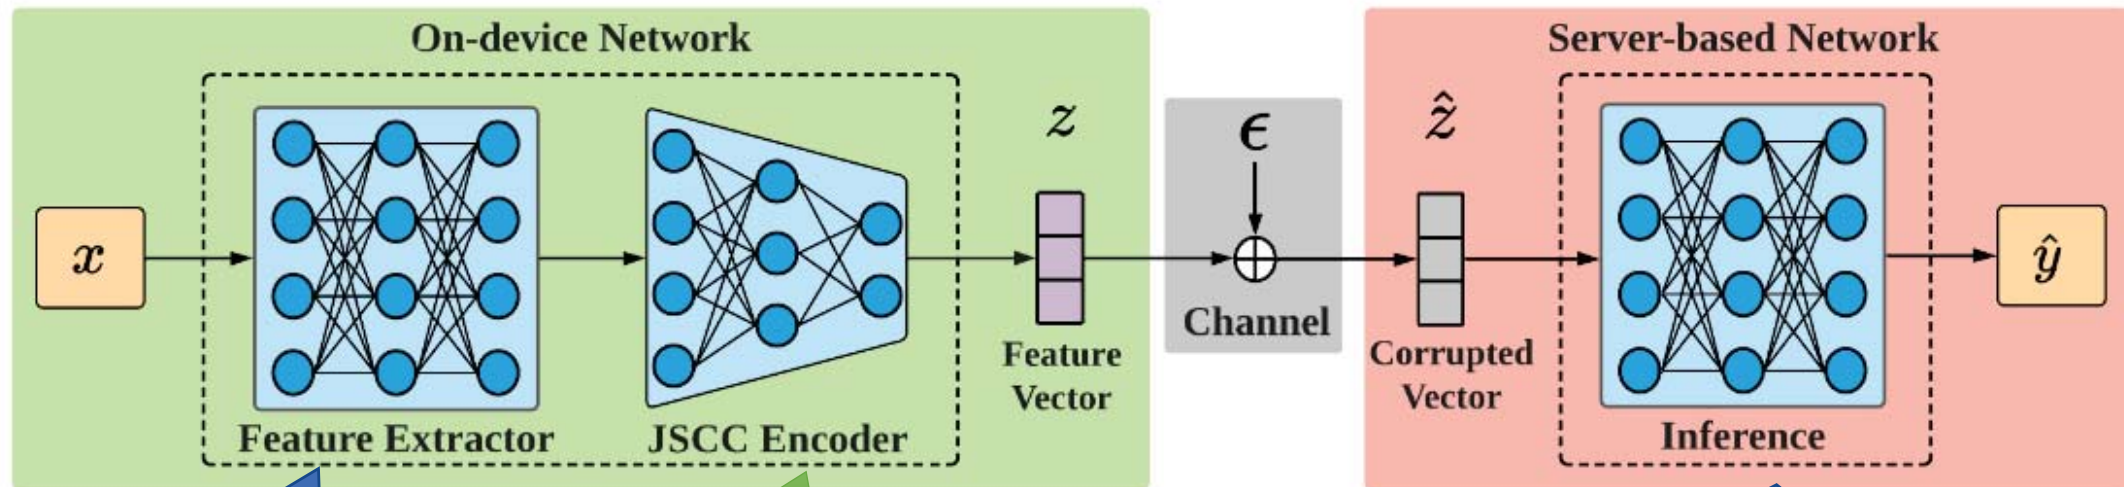 On-device Network
Server-based Network
z
ϵ
ẑ
x
ŷ
Channel
Feature
Vector
Corrupted
Vector
Feature Extractor
JSCC Encoder
Inference